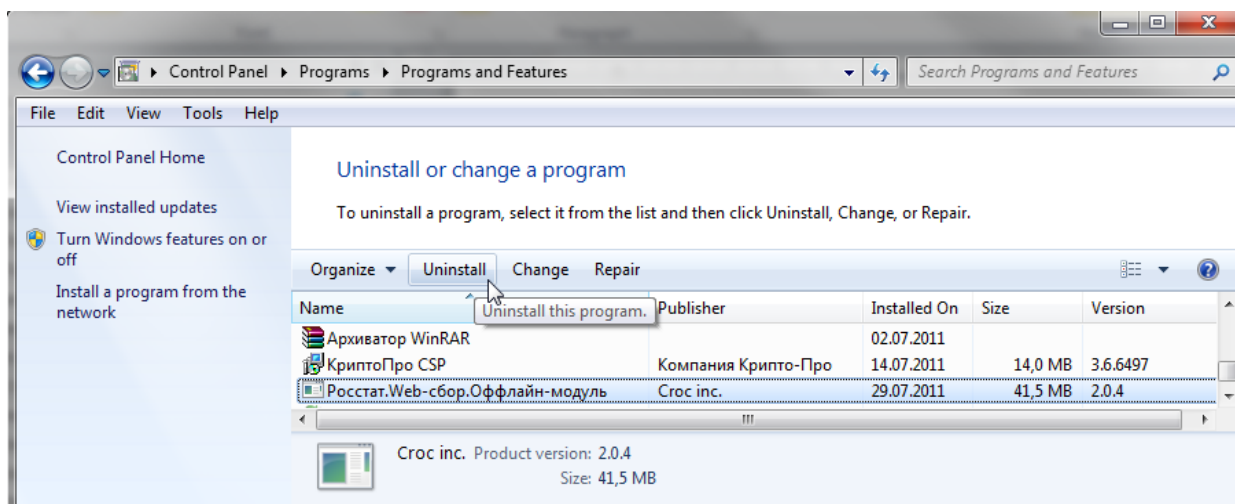 Control Panel Programs Programs and Features Search Programs and Features
File Edit View Tools Help
Control Panel Home
View installed updates
Turn Windows features on or
off
Install a program from the
network
Uninstall or change a program
To uninstall a program, select it from the list and then click Uninstall, Change, or Repair.
Organize Uninstall Change Repair
Name Publisher Installed On Size Version
Uninstall this program.
Архиватор WinRAR 02.07.2011
КриптоПро CSP Компания Крипто-Про 14.07.2011 14,0 MB 3.6.6497
Росстат.Web-сбор.Оффлайн-модуль Croc inc. 29.07.2011 41,5 MB 2.0.4
Croc inc. Product version: 2.0.4
Size: 41,5 MB